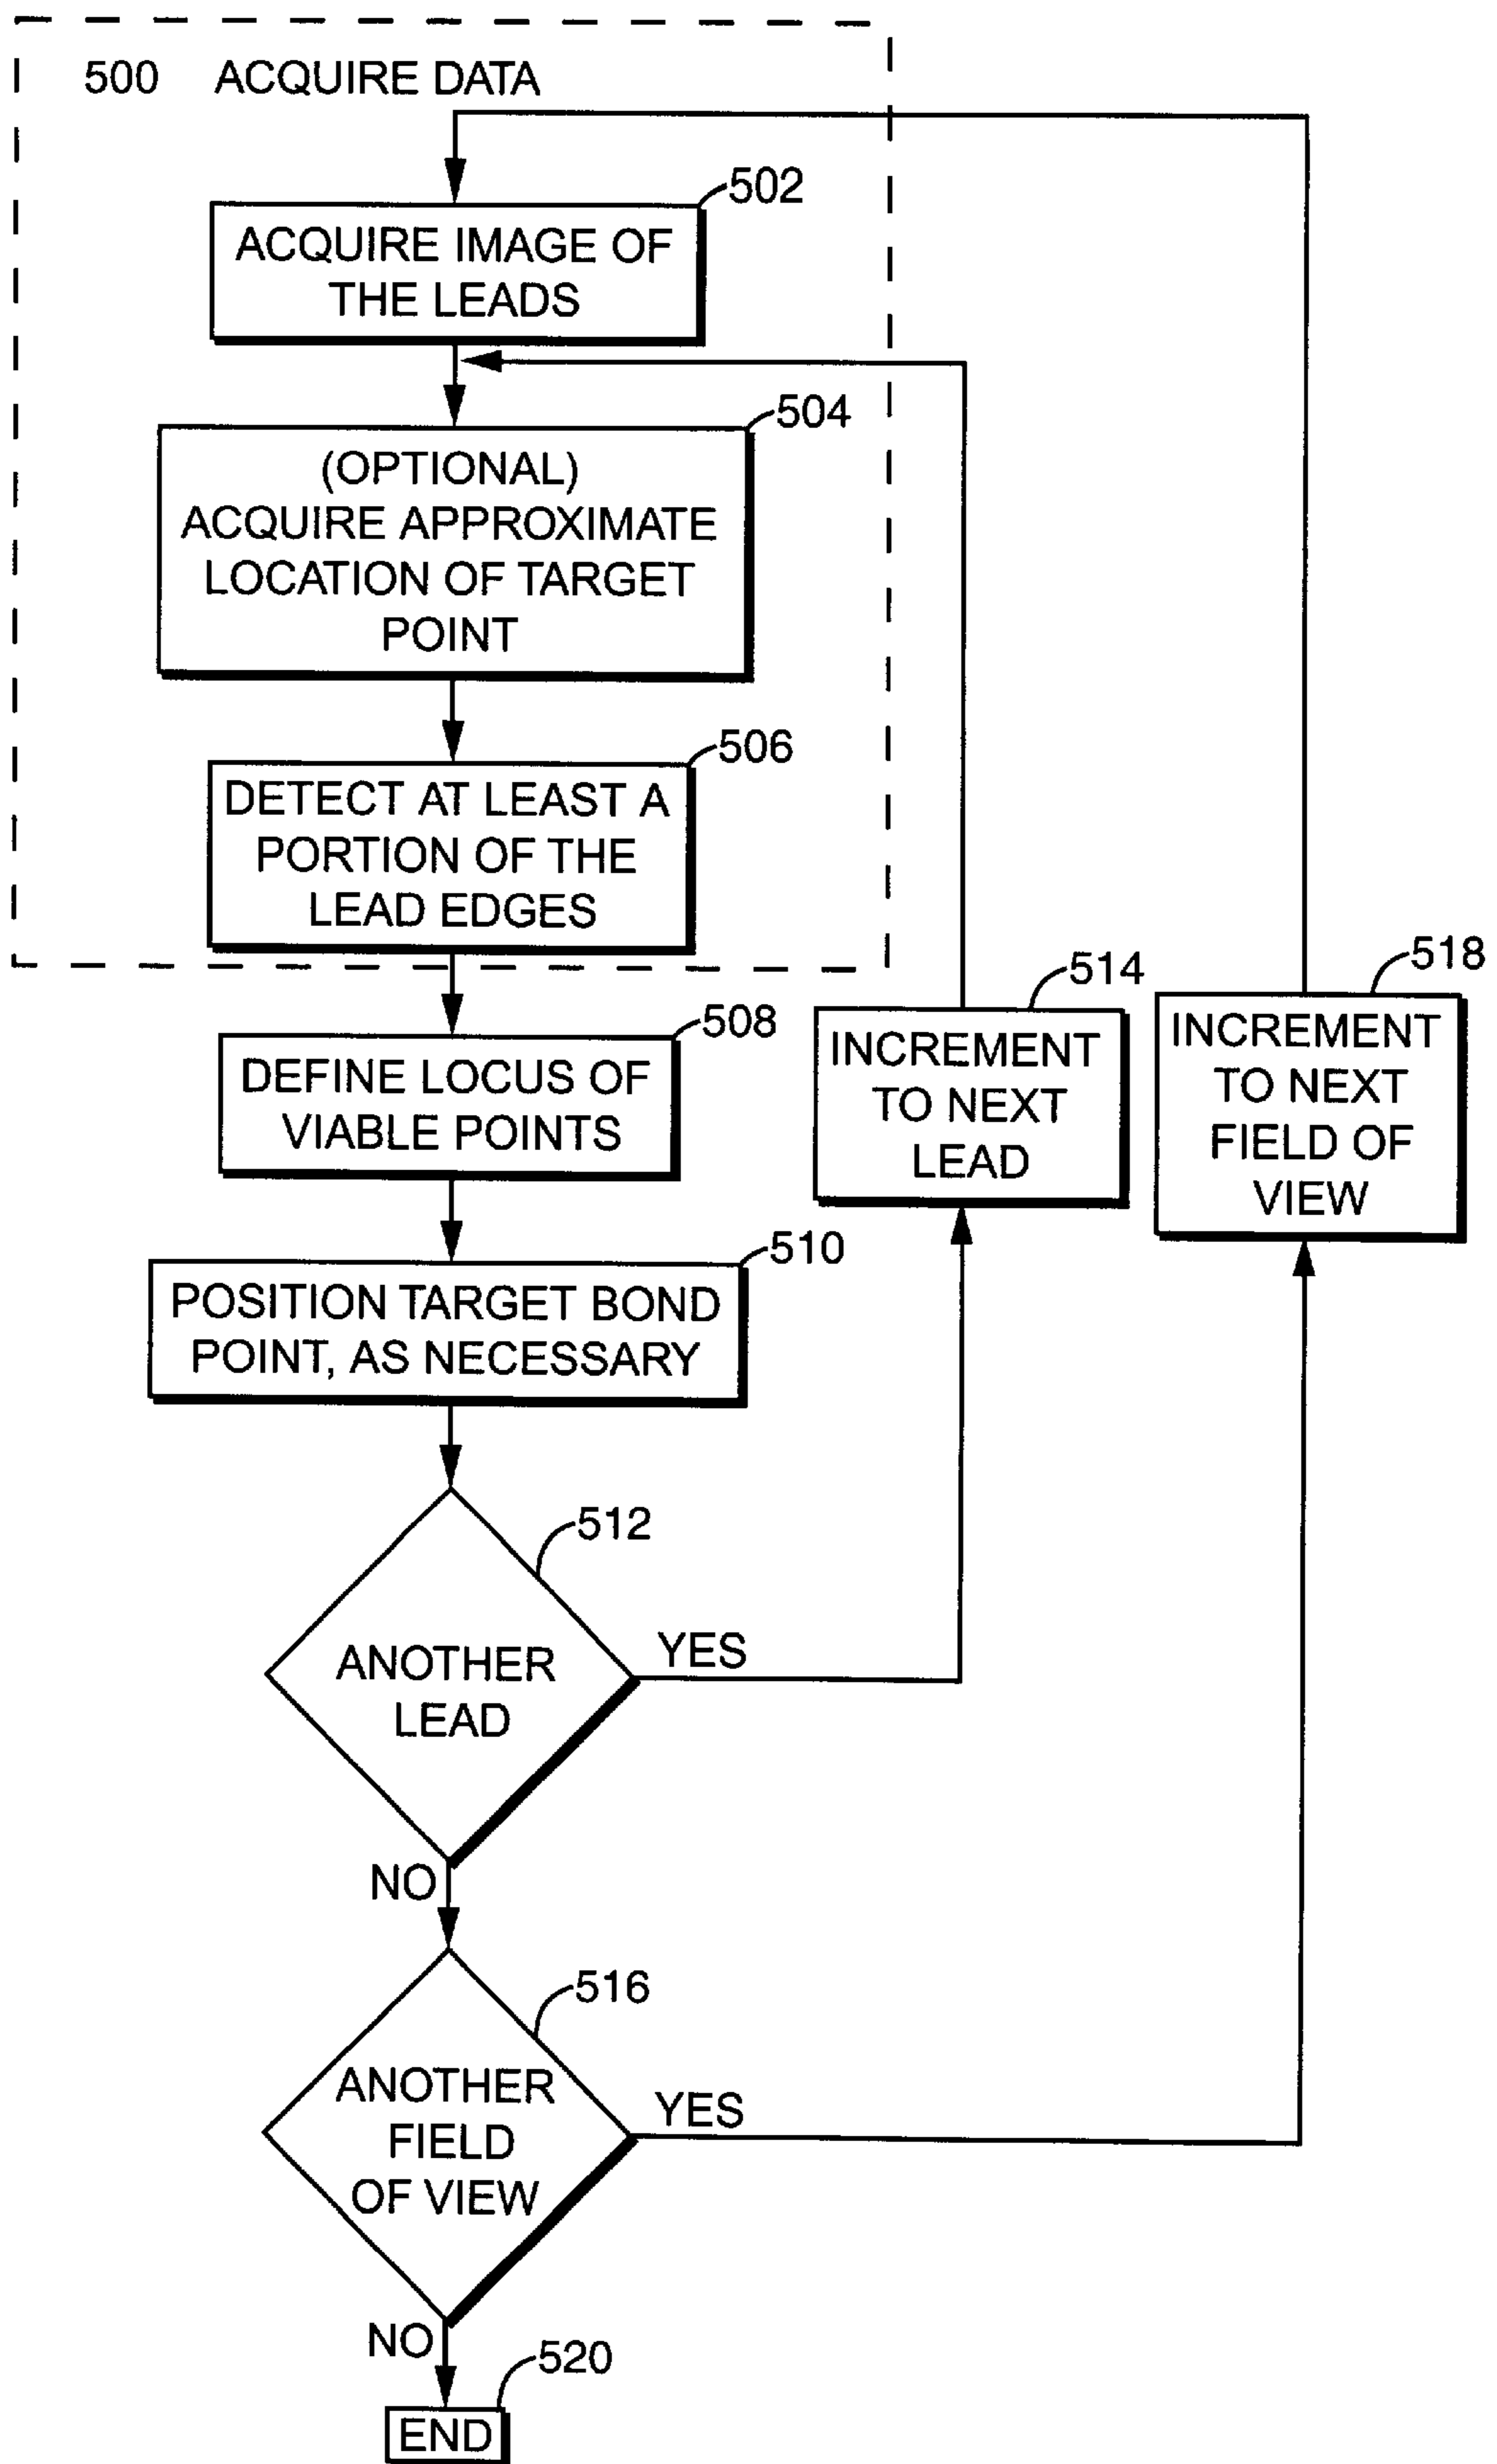 500 ACQUIRE DATA
502
ACQUIRE IMAGE OF
THE LEADS
504
(OPTIONAL)
ACQUIRE APPROXIMATE
LOCATION OF TARGET
POINT
506
DETECT AT LEAST A
PORTION OF THE
LEAD EDGES
508
DEFINE LOCUS OF
VIABLE POINTS
514
INCREMENT
TO NEXT
LEAD
518
INCREMENT
TO NEXT
FIELD OF
VIEW
510
POSITION TARGET BOND
POINT, AS NECESSARY
512
ANOTHER
LEAD
YES
NO
516
ANOTHER
FIELD
OF VIEW
YES
NO
520
END